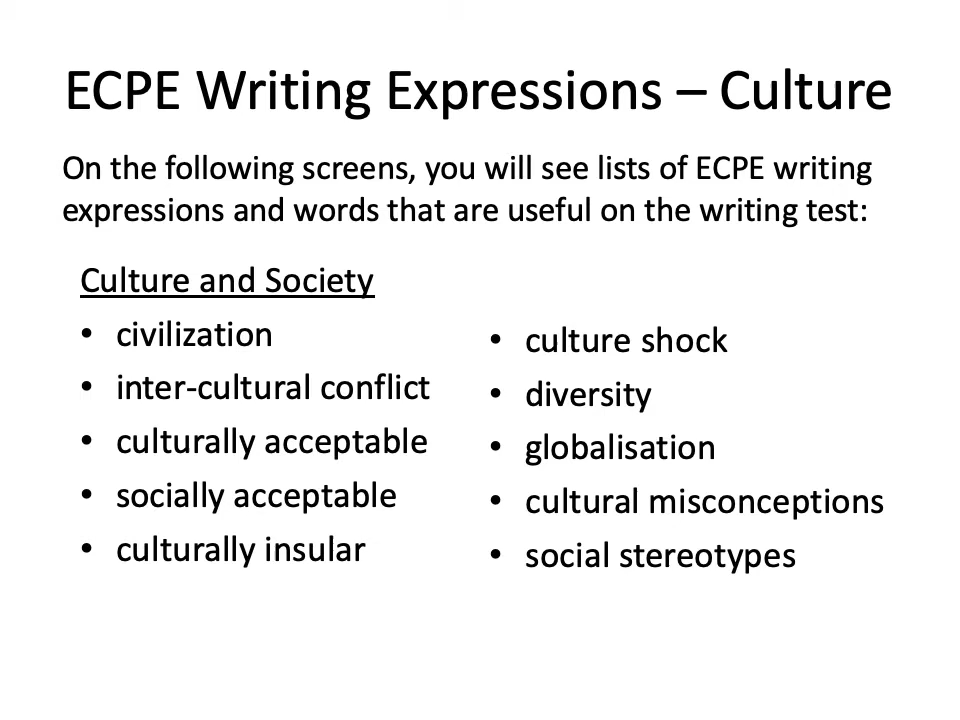 ECPE Writing Expressions – Culture
On the following screens, you will see lists of ECPE writing
expressions and words that are useful on the writing test:
Culture and Society
• civilization
• inter-cultural conflict
• culturally acceptable
• socially acceptable
• culturally insular
• culture shock
• diversity
• globalisation
• cultural misconceptions
• social stereotypes